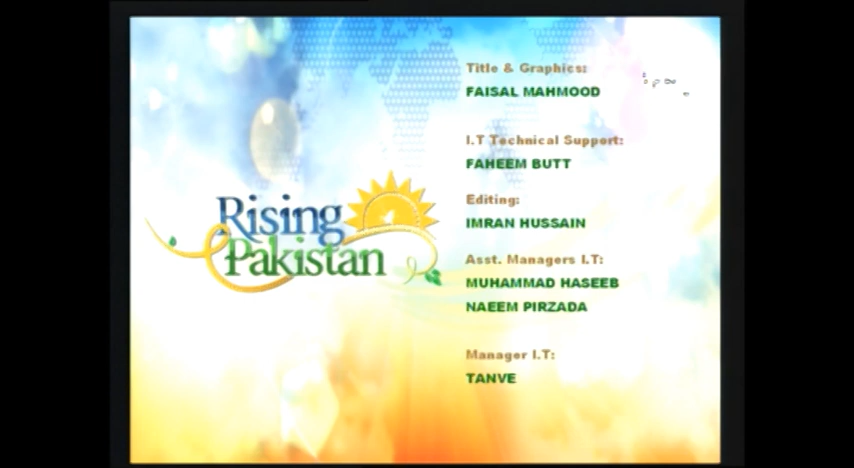 Rising
Pakistan
Title & Graphics:
FAISAL MAHMOOD
I.T Technical Support:
FAHEEM BUTT
Editing:
IMRAN HUSSAIN
Asst. Managers I.T:
MUHAMMAD HASEEB
NAEEM PIRZADA
Manager I.T:
TANVE